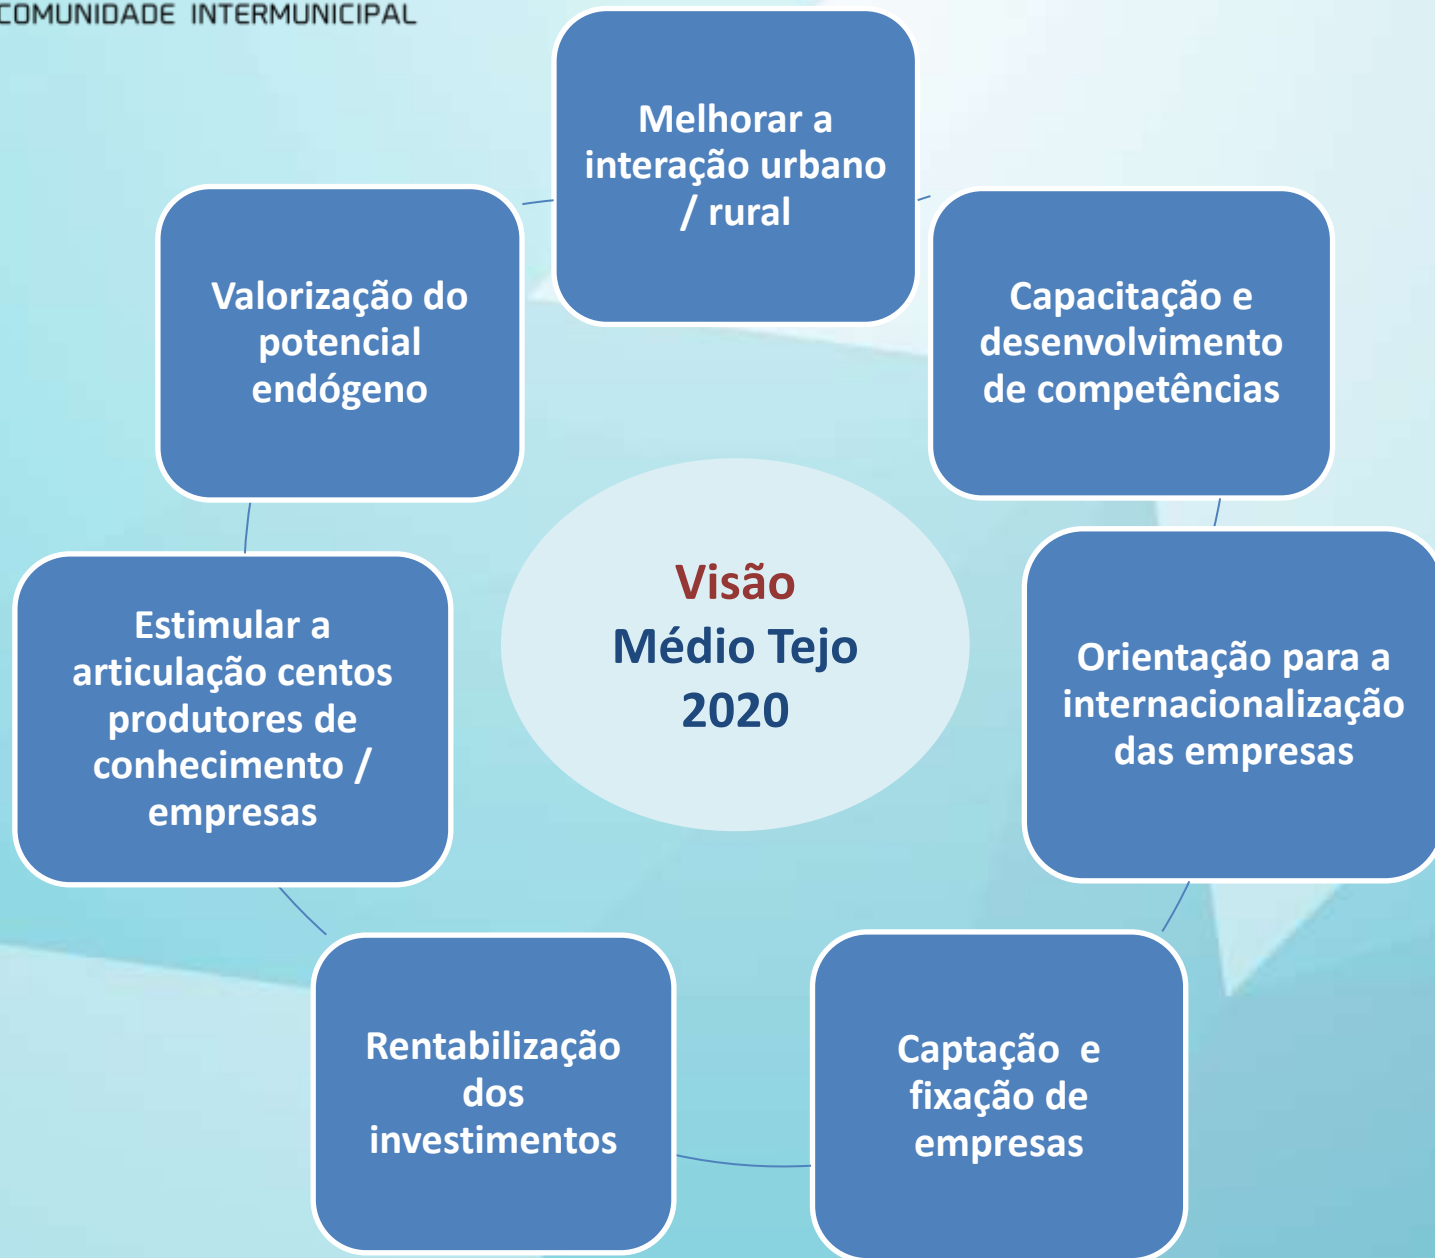 COMUNIDADE INTERMUNICIPAL
Melhorar a
interação urbano
/ rural
Capacitação e
desenvolvimento
de competências
Orientação para a
internacionalização
das empresas
Captação e
fixação de
empresas
Rentabilização
dos
investimentos
Estimular a
articulação centos
produtores de
conhecimento /
empresas
Valorização do
potencial
endógeno
Visão
Médio Tejo
2020